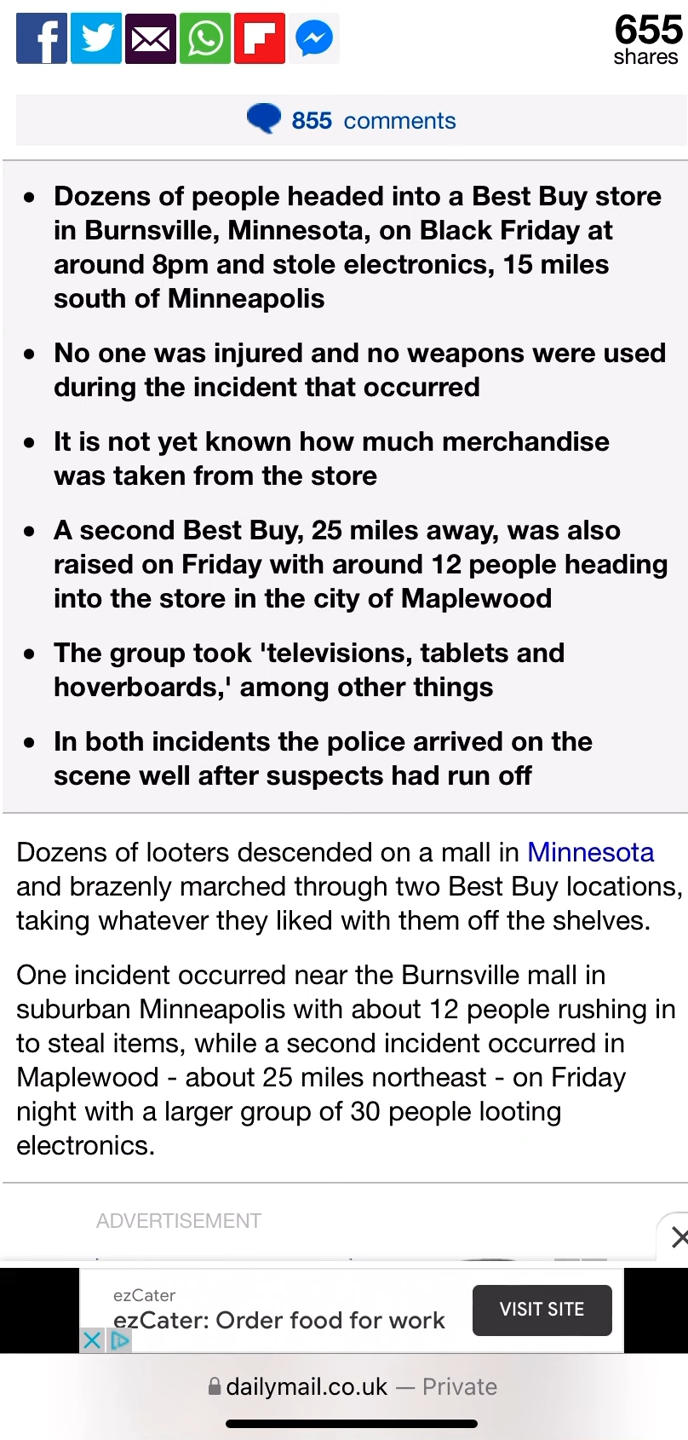 655
shares
855 comments
• Dozens of people headed into a Best Buy store
in Burnsville, Minnesota, on Black Friday at
around 8pm and stole electronics, 15 miles
south of Minneapolis
• No one was injured and no weapons were used
during the incident that occurred
• It is not yet known how much merchandise
was taken from the store
• A second Best Buy, 25 miles away, was also
raised on Friday with around 12 people heading
into the store in the city of Maplewood
• The group took 'televisions, tablets and
hoverboards,' among other things
• In both incidents the police arrived on the
scene well after suspects had run off
Dozens of looters descended on a mall in Minnesota
and brazenly marched through two Best Buy locations,
taking whatever they liked with them off the shelves.
One incident occurred near the Burnsville mall in
suburban Minneapolis with about 12 people rushing in
to steal items, while a second incident occurred in
Maplewood - about 25 miles northeast - on Friday
night with a larger group of 30 people looting
electronics.
ADVERTISEMENT
ezCater
ezCater: Order food for work
VISIT SITE
dailymail.co.uk — Private